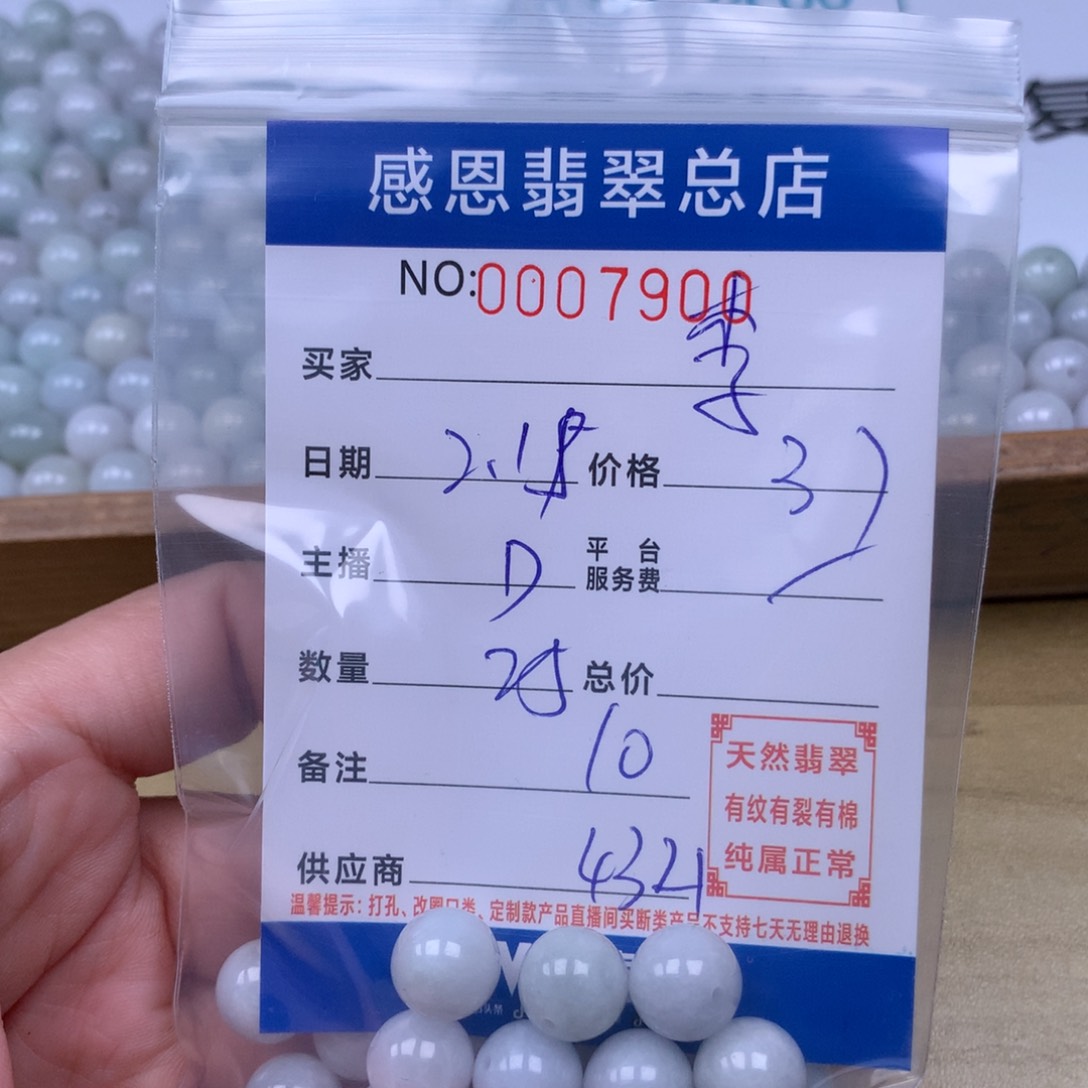 感恩翡翠总店
NO:0007900
买家 李
日期 2.18 价格 37
主播 D 平台服务费
数量 25 总价
备注 10
天然翡翠
有纹有裂有棉
纯属正常
供应商 4321
温馨提示：打孔、改圈口类、定制款产品直播间买断类产品不支持七天无理由退换